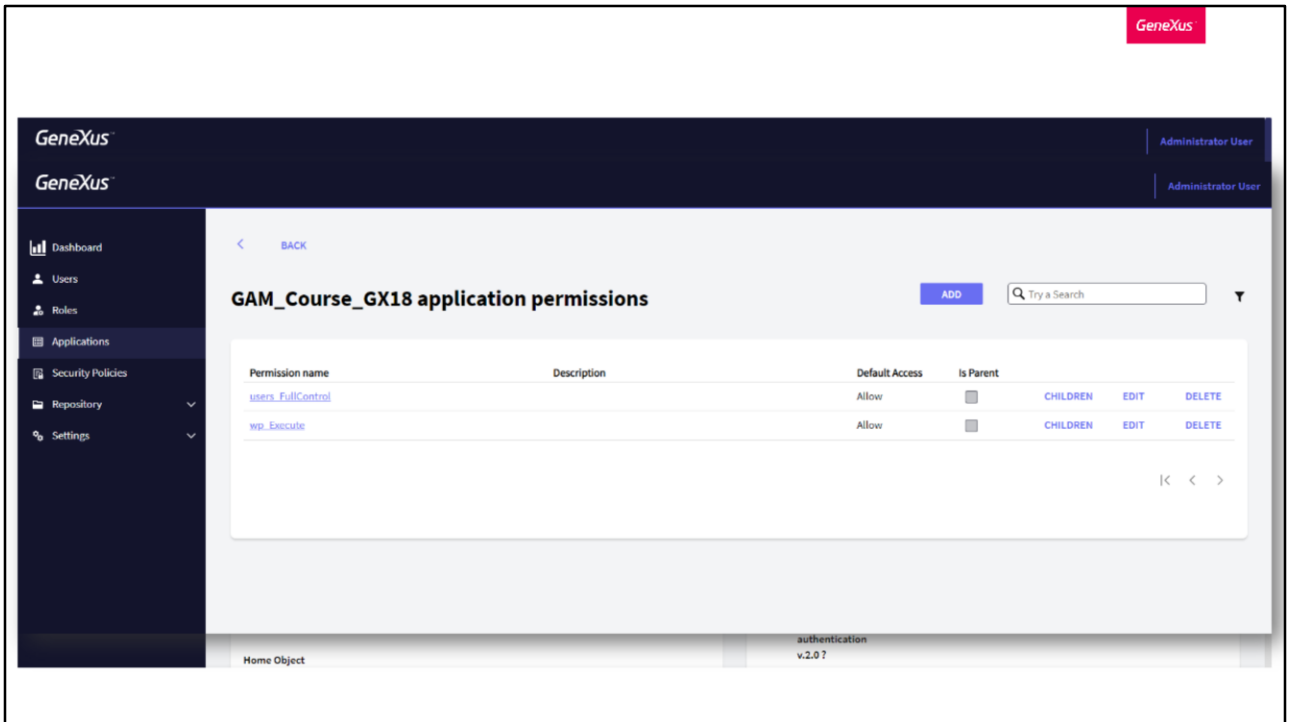 GeneXus
GeneXus
Administrator User
GeneXus
Administrator User
Dashboard
Users
Roles
Applications
Security Policies
Repository
Settings
BACK
GAM_Course_GX18 application permissions
ADD
Try a Search
Permission name Description Default Access Is Parent
users_FullControl Allow CHILDREN EDIT DELETE
wp_Execute Allow CHILDREN EDIT DELETE
Home Object
authentication
v.2.0 ?